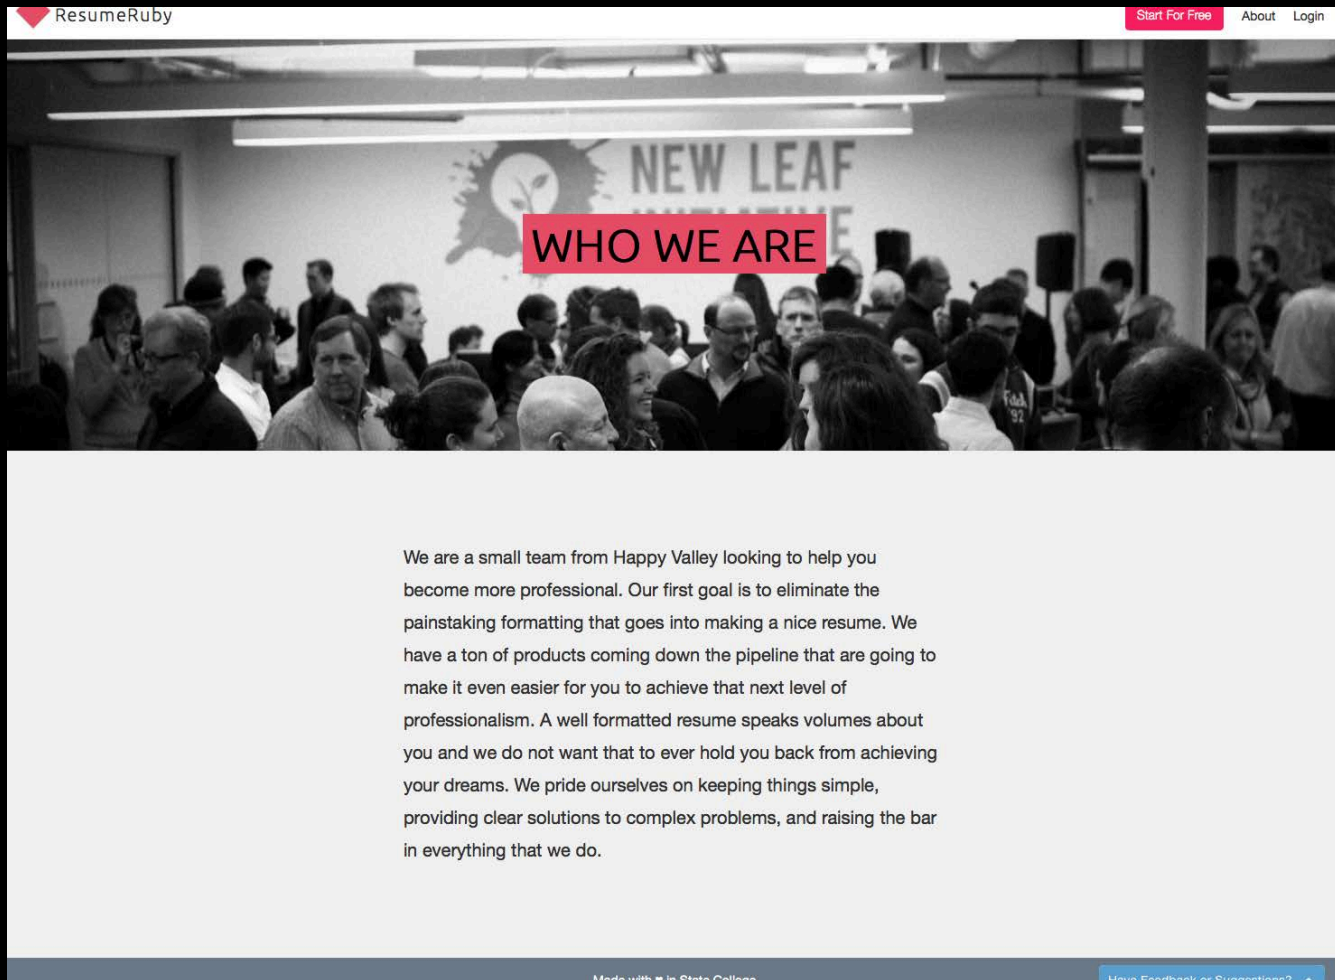 ResumeRuby
Start For Free
About
Login
NEW LEAF
WHO WE ARE
92
We are a small team from Happy Valley looking to help you
become more professional. Our first goal is to eliminate the
painstaking formatting that goes into making a nice resume. We
have a ton of products coming down the pipeline that are going to
make it even easier for you to achieve that next level of
professionalism. A well formatted resume speaks volumes about
you and we do not want that to ever hold you back from achieving
your dreams. We pride ourselves on keeping things simple,
providing clear solutions to complex problems, and raising the bar
in everything that we do.
Made with ♥ in State College
Have Feedback or Suggestions?